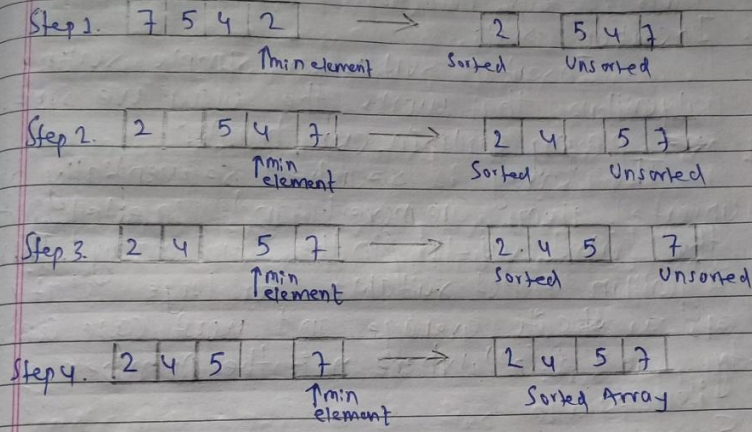 Step 1. 7 5 4 2 → 2 5 4 7
↑min element Sorted Unsorted
Step 2. 2 5 4 7 → 2 4 5 7
↑min element Sorted Unsorted
Step 3. 2 4 5 7 → 2 4 5 7
↑min element Sorted Unsorted
Step 4. 2 4 5 7 → 2 4 5 7
↑min element Sorted Array